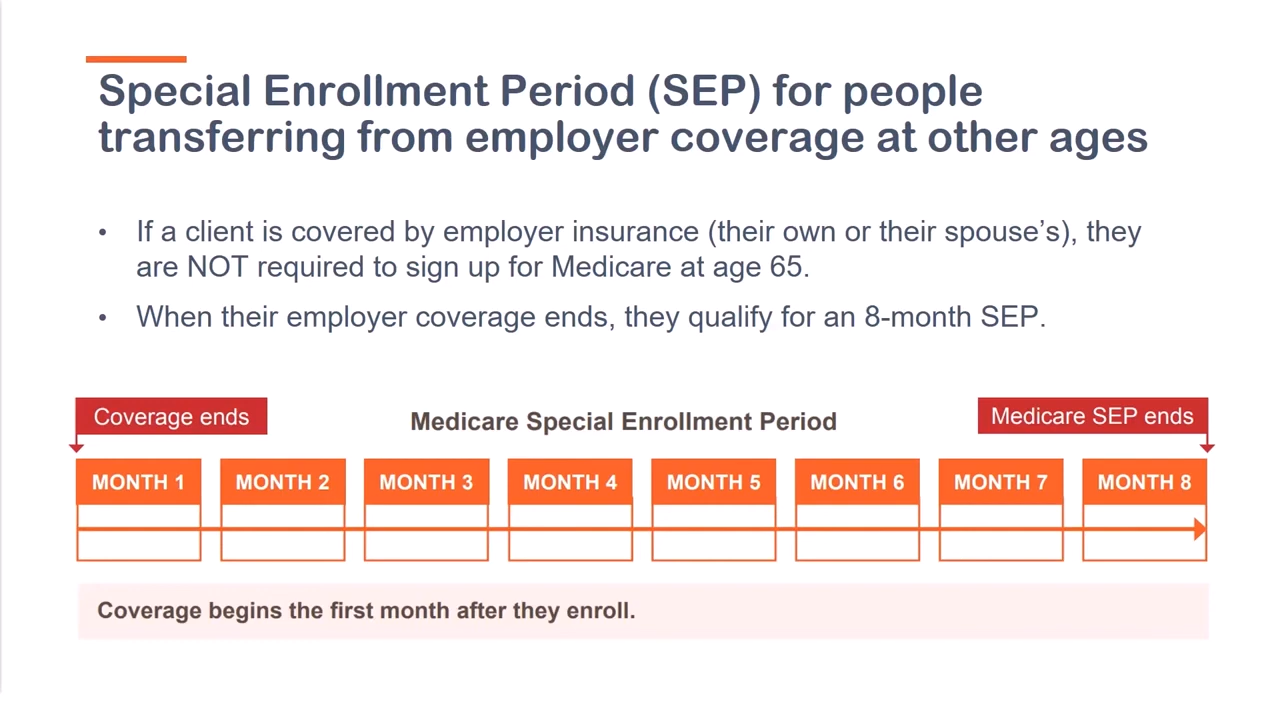 Special Enrollment Period (SEP) for people
transferring from employer coverage at other ages
• If a client is covered by employer insurance (their own or their spouse’s), they
are NOT required to sign up for Medicare at age 65.
• When their employer coverage ends, they qualify for an 8-month SEP.
Coverage ends
Medicare Special Enrollment Period
Medicare SEP ends
MONTH 1
MONTH 2
MONTH 3
MONTH 4
MONTH 5
MONTH 6
MONTH 7
MONTH 8
Coverage begins the first month after they enroll.